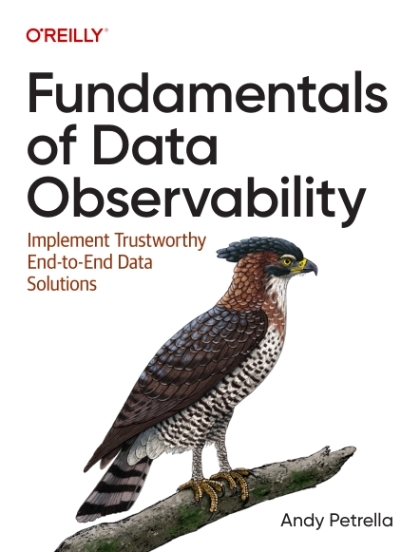 O'REILLY®
Fundamentals
of Data
Observability
Implement Trustworthy
End-to-End Data
Solutions
Andy Petrella